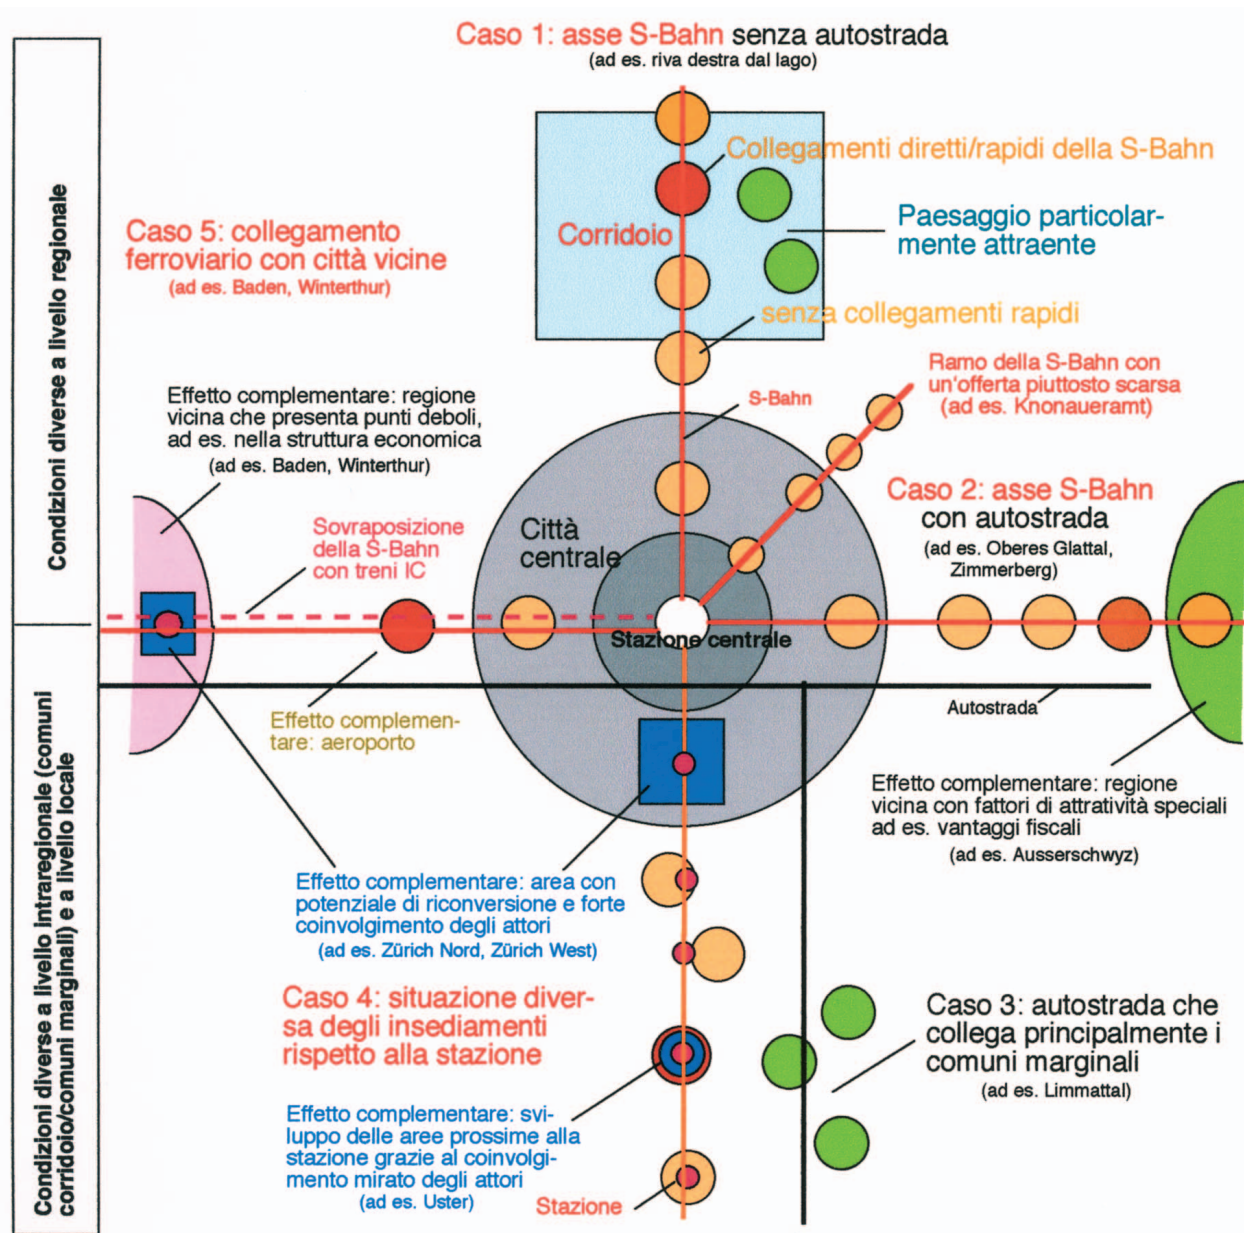 Caso 1: asse S-Bahn senza autostrada
(ad es. riva destra dal lago)
Collegamenti diretti/rapidi della S-Bahn
Corridoio
Paesaggio particolar-
mente attraente
senza collegamenti rapidi
Caso 5: collegamento
ferroviario con città vicine
(ad es. Baden, Winterthur)
Condizioni diverse a livello regionale
Effetto complementare: regione
vicina che presenta punti deboli,
ad es. nella struttura economica
(ad es. Baden, Winterthur)
S-Bahn
Ramo della S-Bahn con
un'offerta piuttosto scarsa
(ad es. Knonaueramt)
Sovraposizione
della S-Bahn
con treni IC
Città
centrale
Caso 2: asse S-Bahn
con autostrada
(ad es. Oberes Glattal,
Zimmerberg)
Stazione centrale
Effetto complemen-
tare: aeroporto
Autostrada
Effetto complementare: regione
vicina con fattori di attratività speciali
ad es. vantaggi fiscali
(ad es. Ausserschwyz)
Condizioni diverse a livello intraregionale (comuni
corridoio/comuni marginali) e a livello locale
Effetto complementare: area con
potenziale di riconversione e forte
coinvolgimento degli attori
(ad es. Zürich Nord, Zürich West)
Caso 4: situazione diver-
sa degli insediamenti
rispetto alla stazione
Caso 3: autostrada che
collega principalmente i
comuni marginali
(ad es. Limmattal)
Effetto complementare: svi-
luppo delle aree prossime alla
stazione grazie al coinvolgi-
mento mirato degli attori
(ad es. Uster)
Stazione